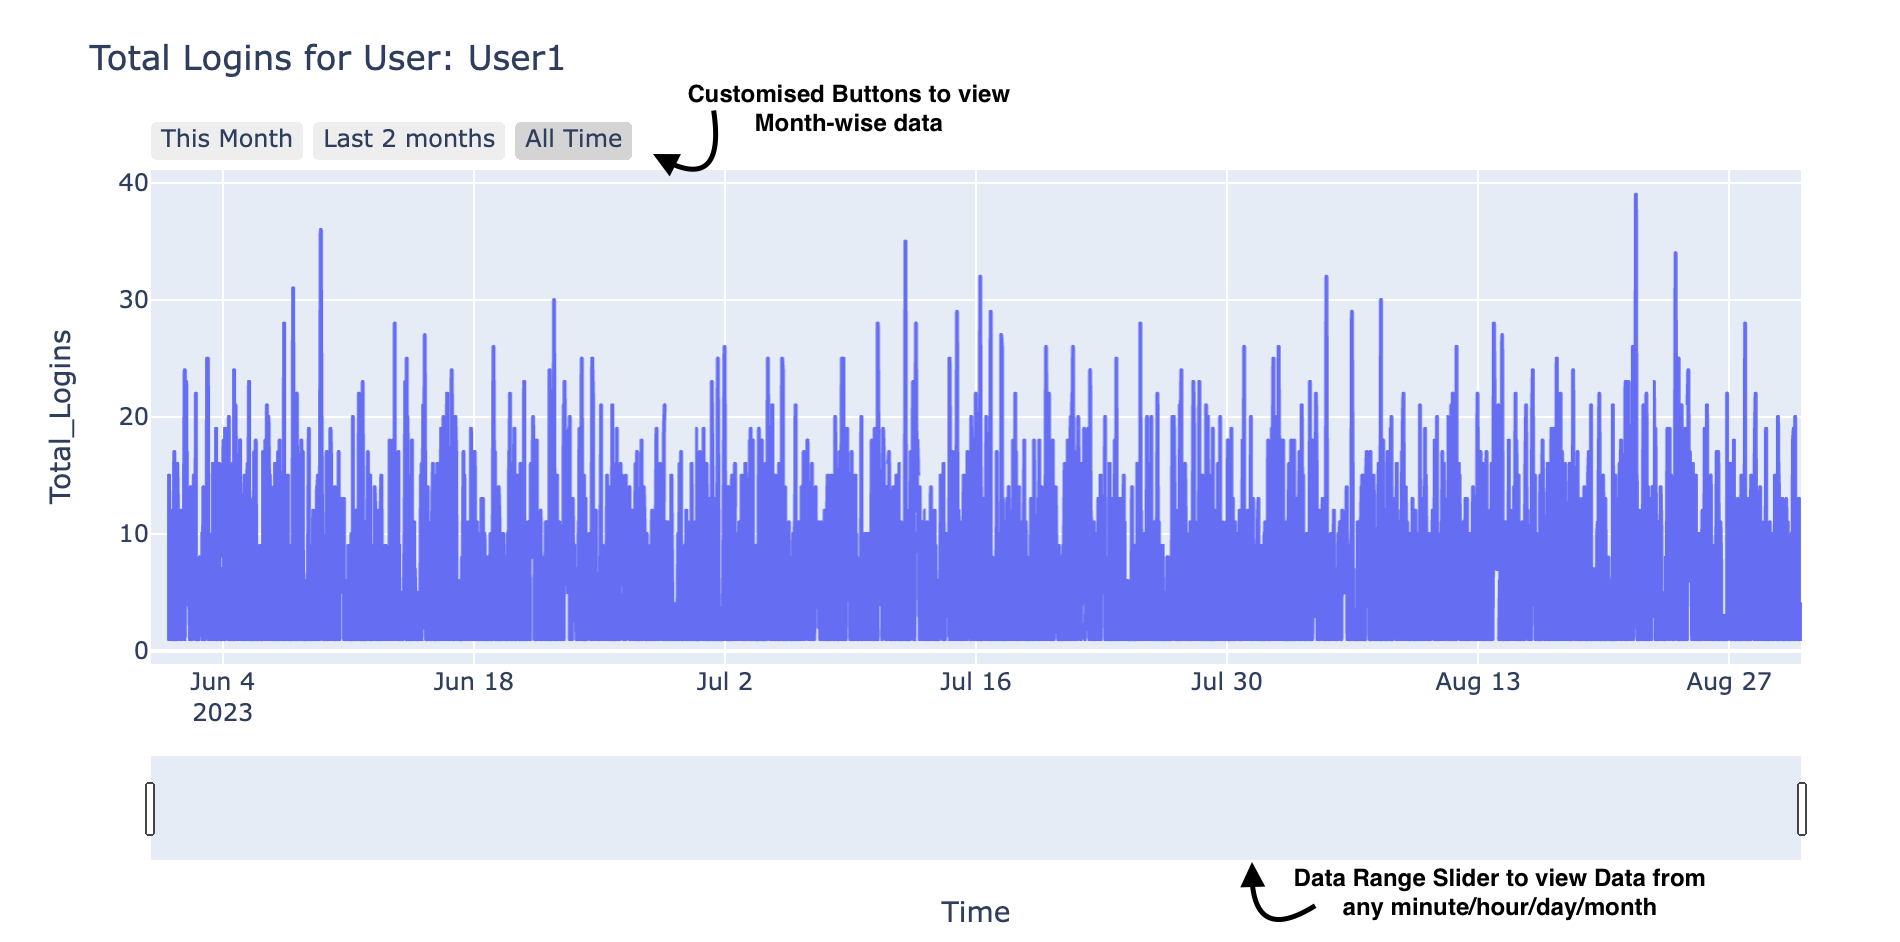 Total Logins for User: User1
Customised Buttons to view
Month-wise data
This Month Last 2 months All Time
40
30
20
10
0
Total_Logins
Jun 4 Jun 18 Jul 2 Jul 16 Jul 30 Aug 13 Aug 27
2023
Data Range Slider to view Data from
any minute/hour/day/month
Time